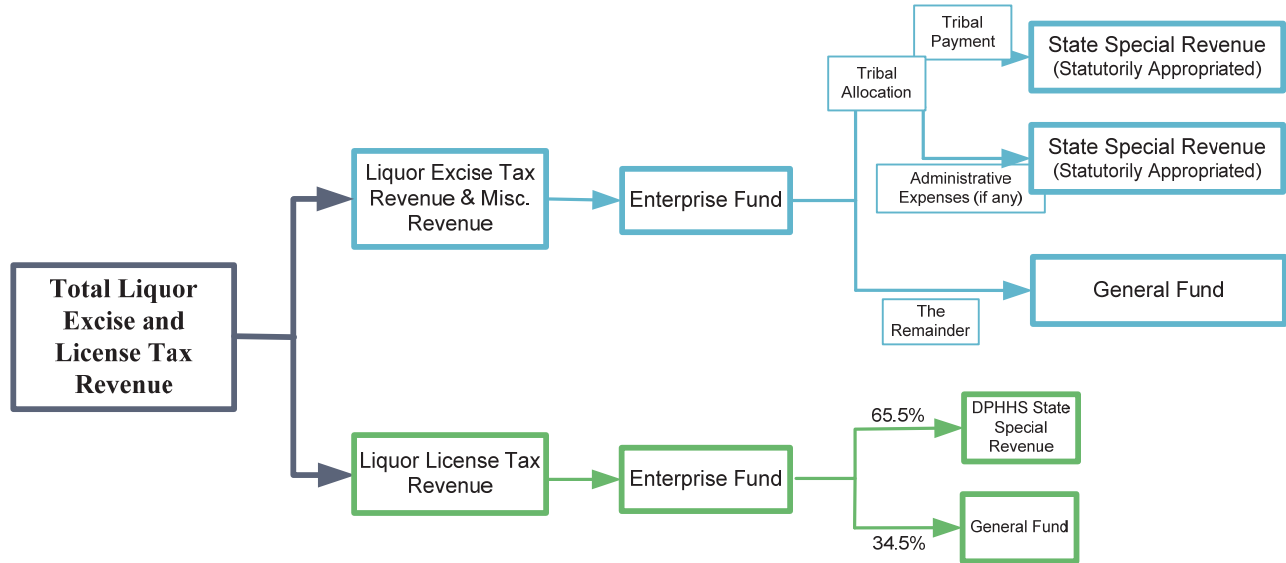 Total Liquor
Excise and
License Tax
Revenue
Liquor Excise Tax
Revenue & Misc.
Revenue
Enterprise Fund
Tribal
Allocation
Tribal
Payment
State Special Revenue
(Statutorily Appropriated)
Administrative
Expenses (if any)
State Special Revenue
(Statutorily Appropriated)
The
Remainder
General Fund
Liquor License Tax
Revenue
Enterprise Fund
65.5%
DPHHS State
Special
Revenue
34.5%
General Fund